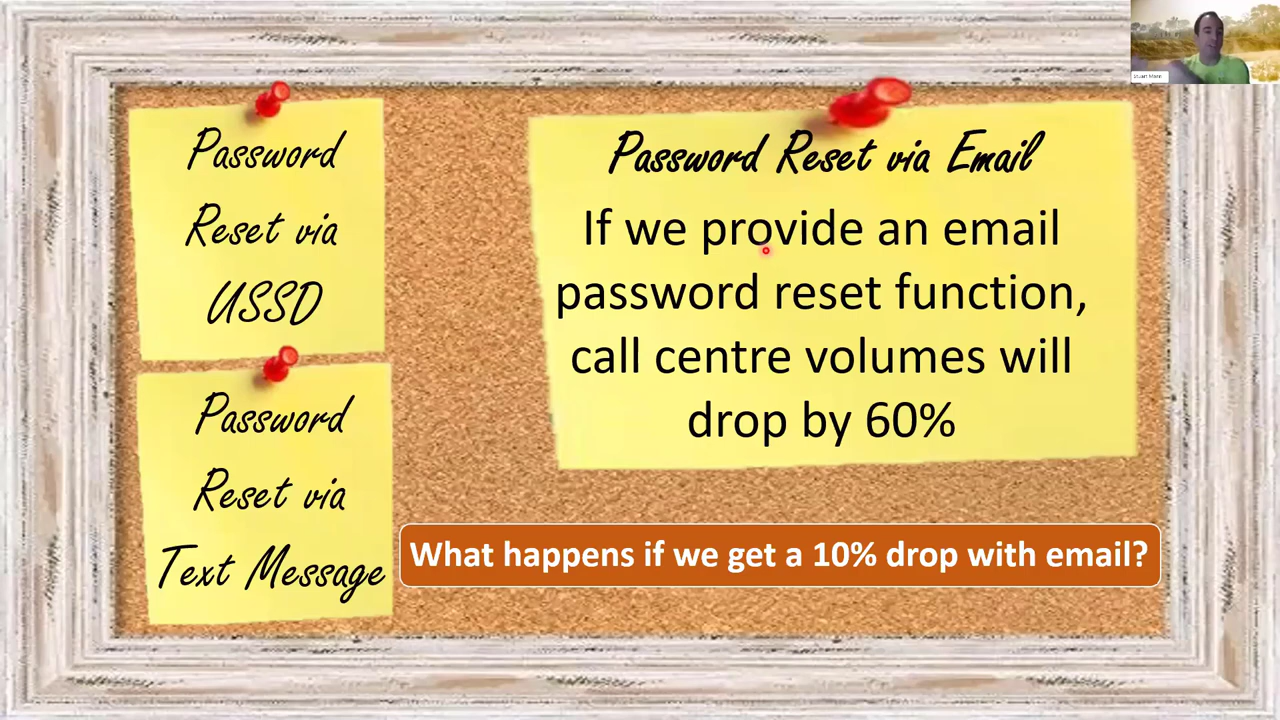 Password
Reset via
USSD
Password
Reset via
Text Message
Password Reset via Email
If we provide an email
password reset function,
call centre volumes will
drop by 60%
What happens if we get a 10% drop with email?